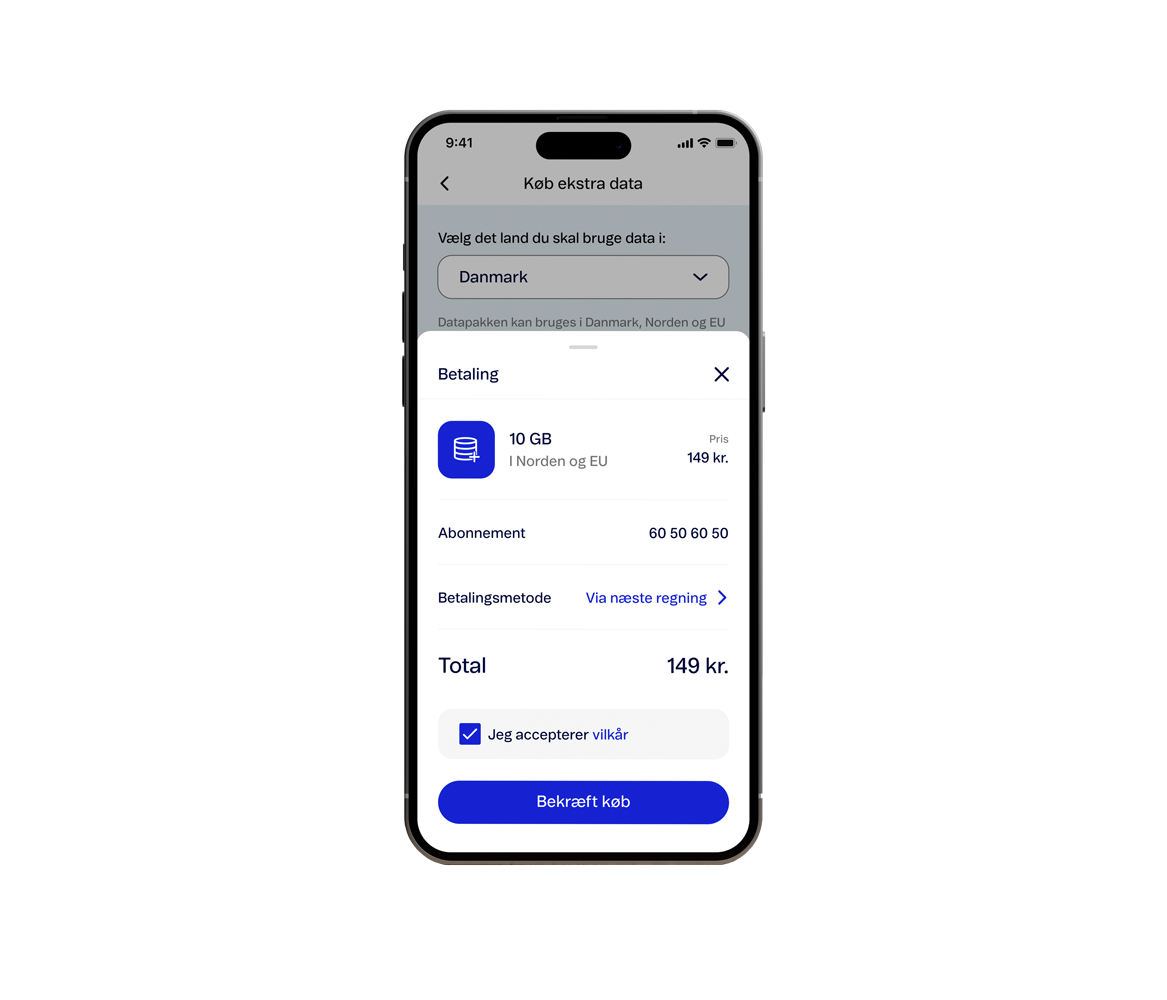 9:41
Køb ekstra data
Vælg det land du skal bruge data i:
Danmark
Datapakken kan bruges i Danmark, Norden og EU
Betaling
10 GB
I Norden og EU
Pris
149 kr.
Abonnement 60 50 60 50
Betalingsmetode Via næste regning
Total 149 kr.
Jeg accepterer vilkår
Bekræft køb